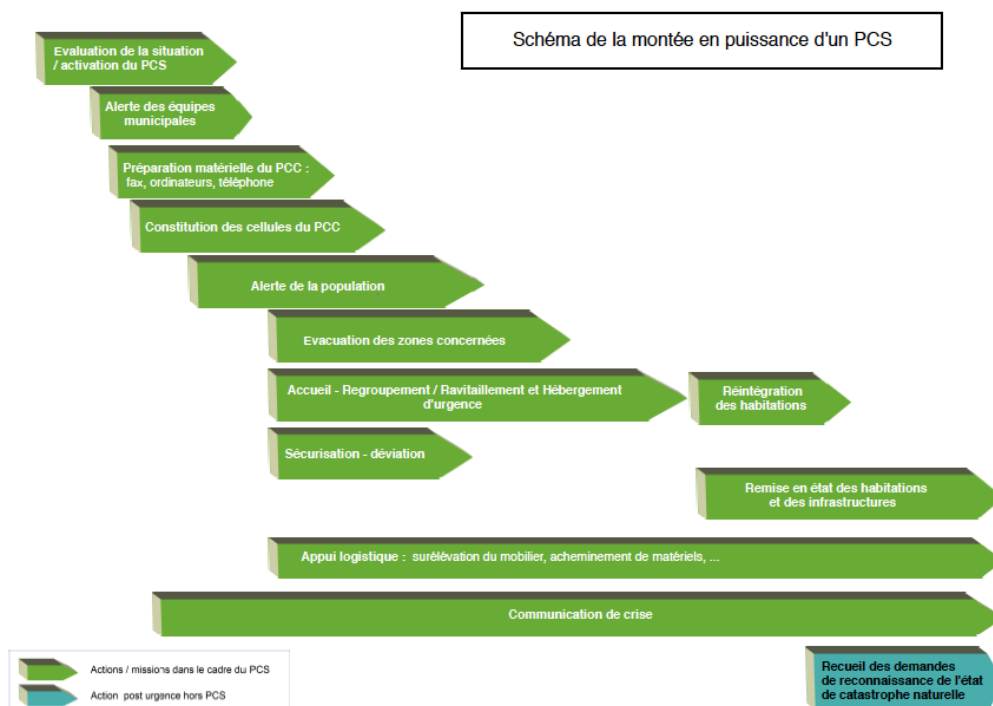 Schéma de la montée en puissance d'un PCS
Evaluation de la situation
/ activation du PCS
Alerte des équipes
municipales
Préparation matérielle du PCC :
fax, ordinateurs, téléphone
Constitution des cellules du PCC
Alerte de la population
Evacuation des zones concernées
Accueil - Regroupement / Ravitaillement et Hébergement
d'urgence
Réintégration
des habitations
Sécurisation - déviation
Remise en état des habitations
et des infrastructures
Appui logistique : surélévation du mobilier, acheminement de matériels, ...
Communication de crise
Actions / missions dans le cadre du PCS
Action post urgence hors PCS
Recueil des demandes
de reconnaissance de l'état
de catastrophe naturelle